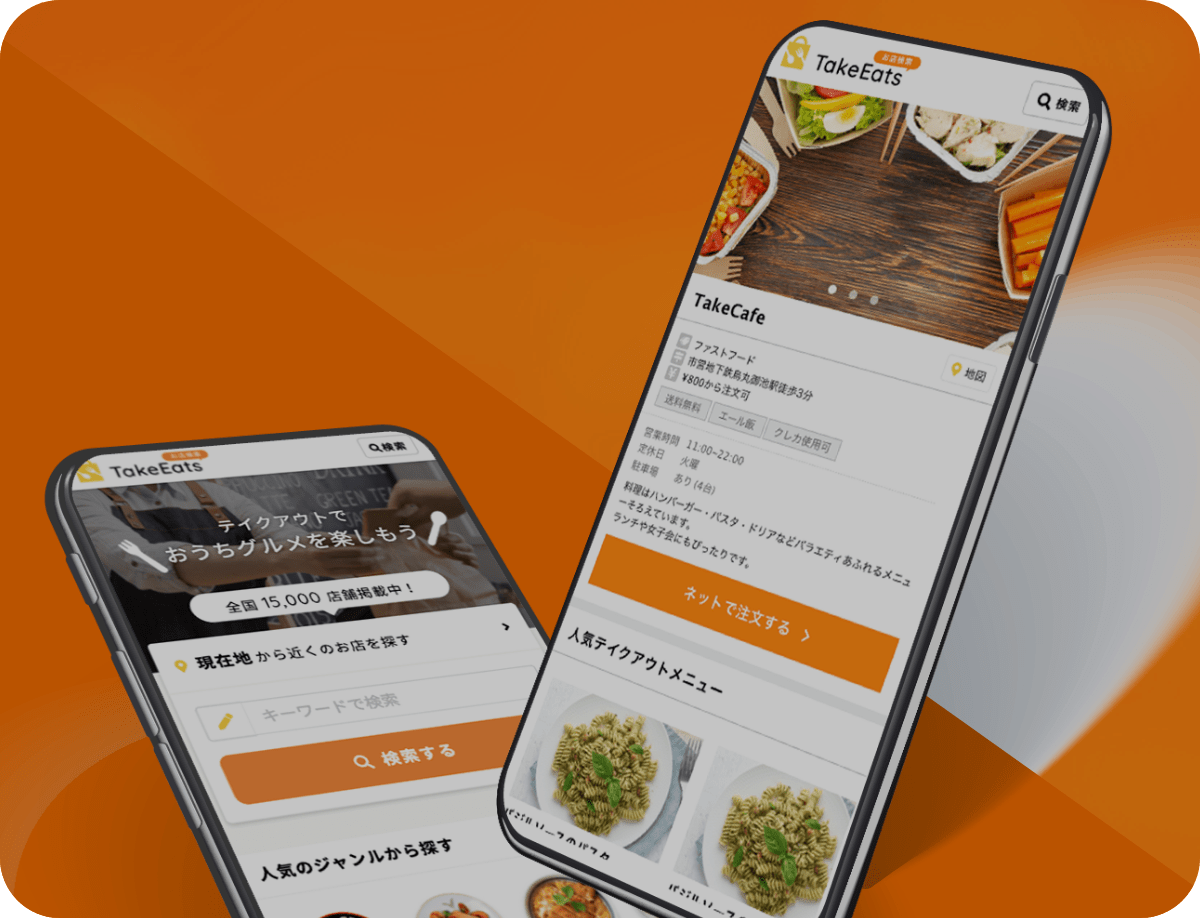 お店検索
TakeEats
検索
TakeCafe
地図
ファストフード
市営地下鉄烏丸御池駅徒歩3分
¥800から注文可
送料無料
エール飯
クレカ使用可
営業時間 11:00~22:00
定休日 火曜
駐車場 あり (4台)
料理はハンバーガー・パスタ・ドリアなどバラエティあふれるメニュ
ーそろえています。
ランチや女子会にもぴったりです。
ネットで注文する
人気テイクアウトメニュー
お店検索
TakeEats
検索
GREEN TEA
テイクアウトで
おうちグルメを楽しもう
全国 15,000 店舗掲載中！
現在地 から近くのお店を探す
キーワードで検索
検索する
人気のジャンルから探す